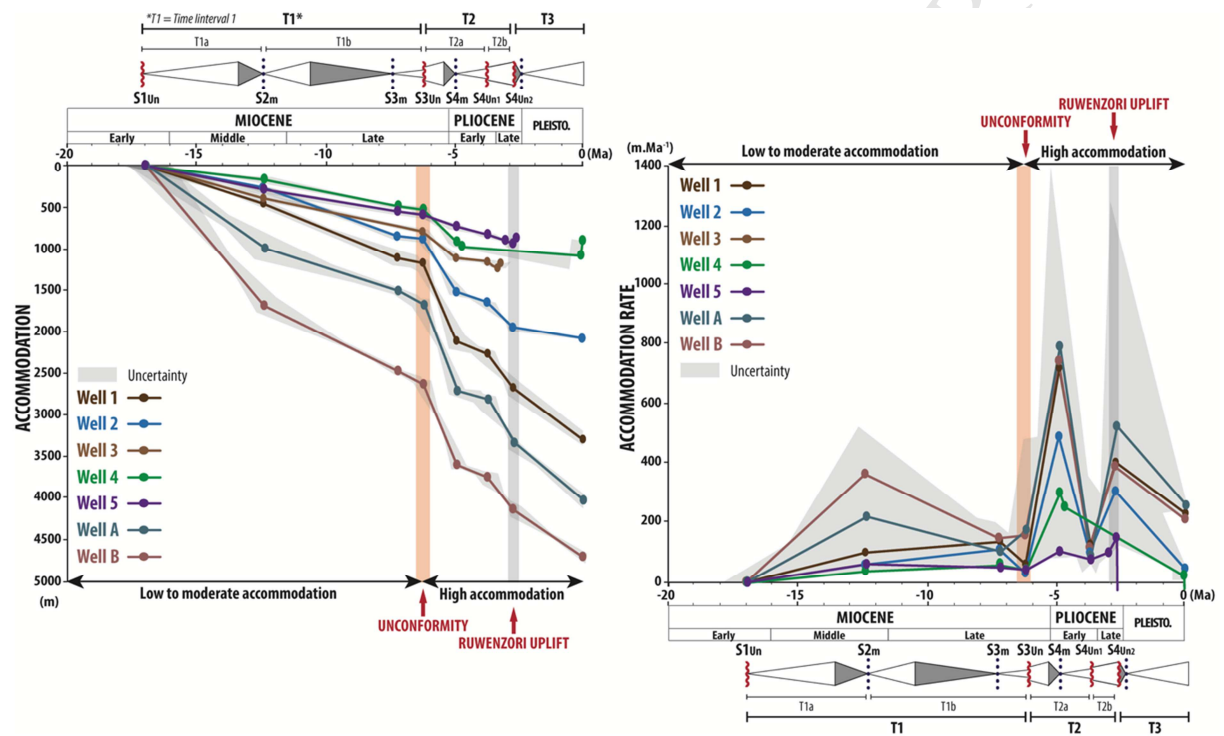 *T1 = Time Iinterval 1
T1*
T2
T3
T1a
T1b
T2a
T2b
S1Un
S2m
S3m
S3Un
S4m
S4Un1
S4Un2
MIOCENE
PLIOCENE
PLEISTO.
Early
Middle
Late
Early
Late
-20
-15
-10
-5
0
(Ma)
0
500
1000
1500
2000
2500
3000
3500
4000
4500
5000
(m)
ACCOMMODATION
Uncertainty
Well 1
Well 2
Well 3
Well 4
Well 5
Well A
Well B
Low to moderate accommodation
High accommodation
UNCONFORMITY
RUWENZORI UPLIFT
RUWENZORI UPLIFT
UNCONFORMITY
(m.Ma-1)
Low to moderate accommodation
High accommodation
1400
1200
1000
800
600
400
200
0
ACCOMMODATION RATE
Well 1
Well 2
Well 3
Well 4
Well 5
Well A
Well B
Uncertainty
-20
-15
-10
-5
0
(Ma)
MIOCENE
PLIOCENE
PLEISTO.
Early
Middle
Late
Early
Late
S1Un
S2m
S3m
S3Un
S4m
S4Un1
S4Un2
T1a
T1b
T2a
T2b
T1
T2
T3